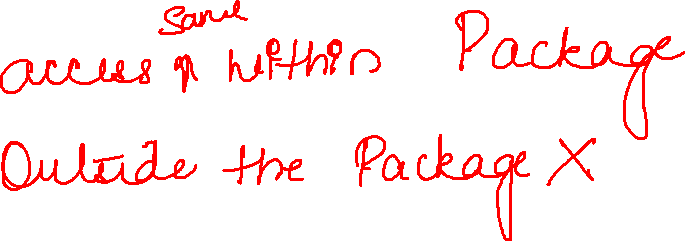 same
access within Package
Outside the Package X